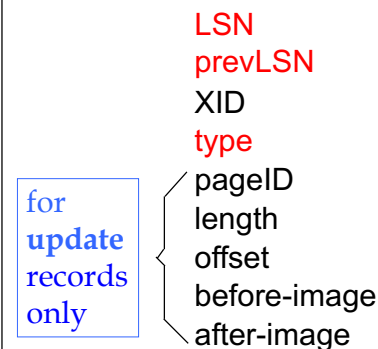 LSN
prevLSN
XID
type
pageID
length
offset
before-image
after-image
for
update
records
only